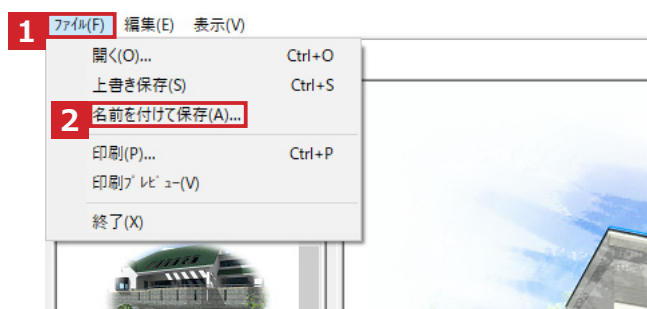 1 ﾌｧｲﾙ(F) 編集(E) 表示(V)
開く(O)... Ctrl+O
上書き保存(S) Ctrl+S
2 名前を付けて保存(A)...
印刷(P)... Ctrl+P
印刷ﾌﾟﾚﾋﾞｭｰ(V)
終了(X)